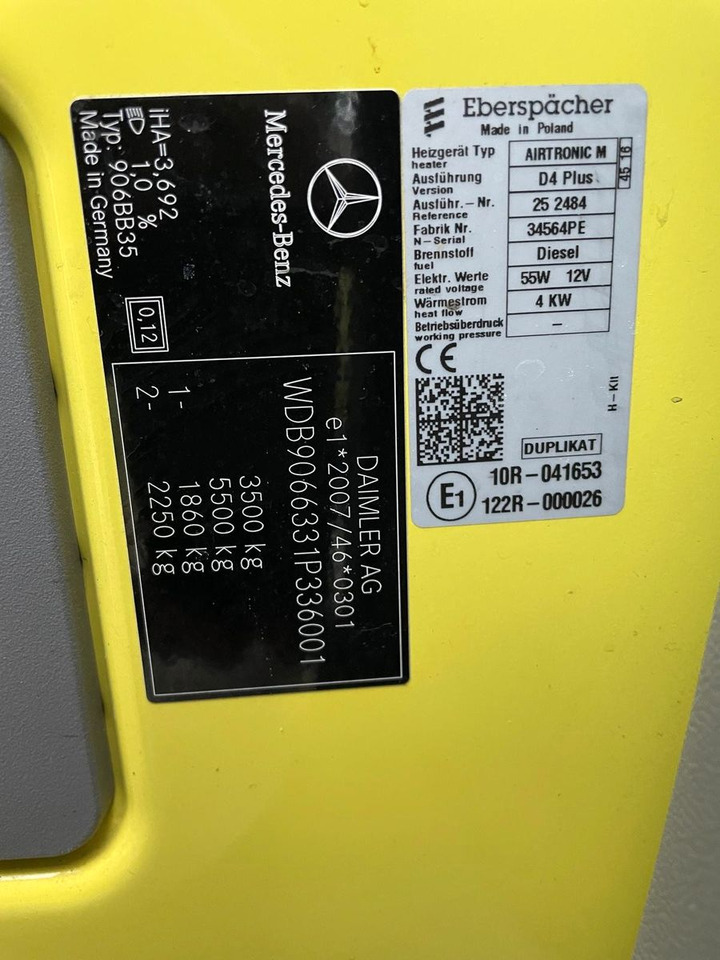 Mercedes-Benz
iHA=3,692
1,0 %
Typ: 906BB35
Made in Germany
0,12
DAIMLER AG
e1*2007/46*0301
WDB9066331P336001
3500 kg
5500 kg
1- 1860 kg
2- 2250 kg
Eberspächer
Made in Poland
Heizgerät Typ AIRTRONIC M
heater
45 16
Ausführung D4 Plus
Version
Ausführ.-Nr. 25 2484
Reference
Fabrik Nr. 34564PE
N-Serial
Brennstoff Diesel
fuel
Elektr. Werte 55W 12V
rated voltage
Wärmestrom 4 KW
heat flow
Betriebsüberdruck –
working pressure
CE
H-Kit
DUPLIKAT
E1
10R-041653
122R-000026